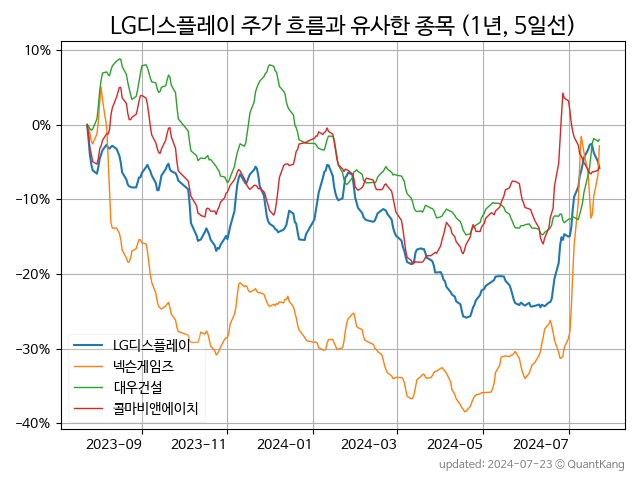 LG디스플레이 주가 흐름과 유사한 종목 (1년, 5일선)
10%
0%
−10%
−20%
−30%
−40%
LG디스플레이
넥슨게임즈
대우건설
콜마비앤에이치
2023-09 2023-11 2024-01 2024-03 2024-05 2024-07
updated: 2024-07-23 © QuantKang